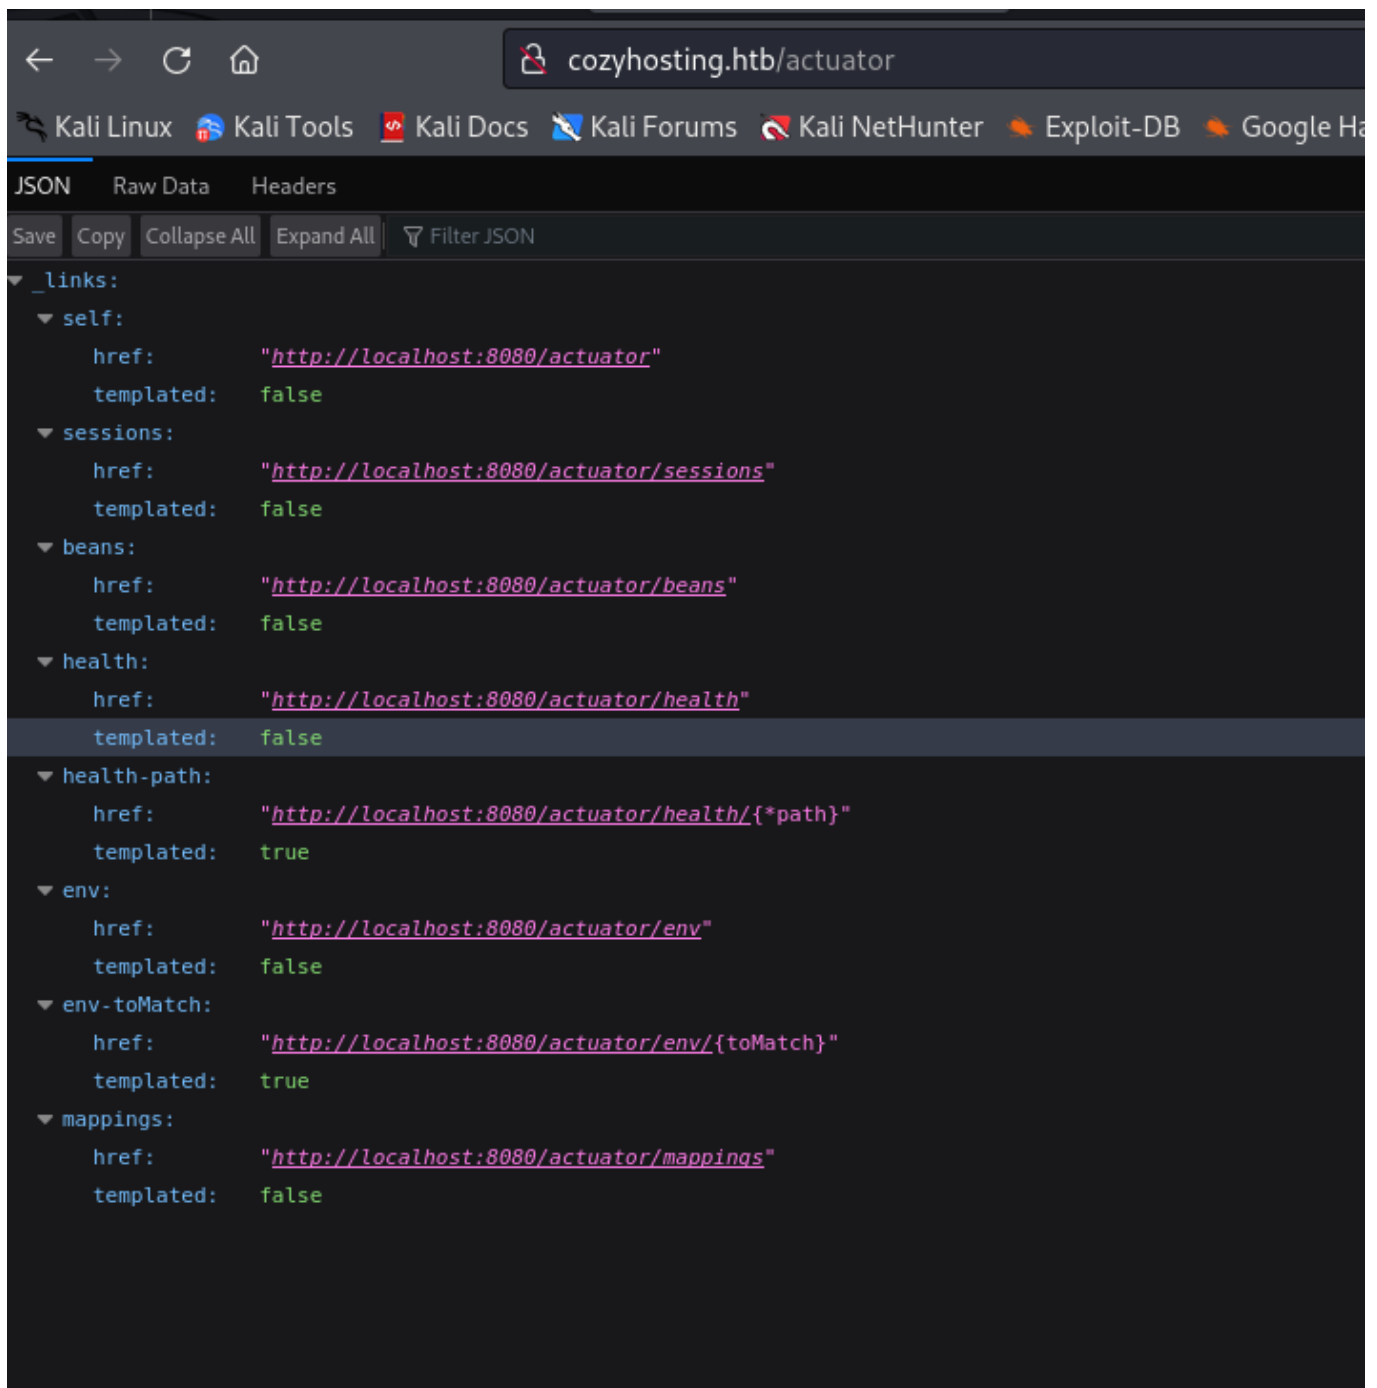 cozyhosting.htb/actuator
Kali Linux Kali Tools Kali Docs Kali Forums Kali NetHunter Exploit-DB Google Ha
JSON Raw Data Headers
Save Copy Collapse All Expand All Filter JSON
_links:
self:
href: "http://localhost:8080/actuator"
templated: false
sessions:
href: "http://localhost:8080/actuator/sessions"
templated: false
beans:
href: "http://localhost:8080/actuator/beans"
templated: false
health:
href: "http://localhost:8080/actuator/health"
templated: false
health-path:
href: "http://localhost:8080/actuator/health/{*path}"
templated: true
env:
href: "http://localhost:8080/actuator/env"
templated: false
env-toMatch:
href: "http://localhost:8080/actuator/env/{toMatch}"
templated: true
mappings:
href: "http://localhost:8080/actuator/mappings"
templated: false